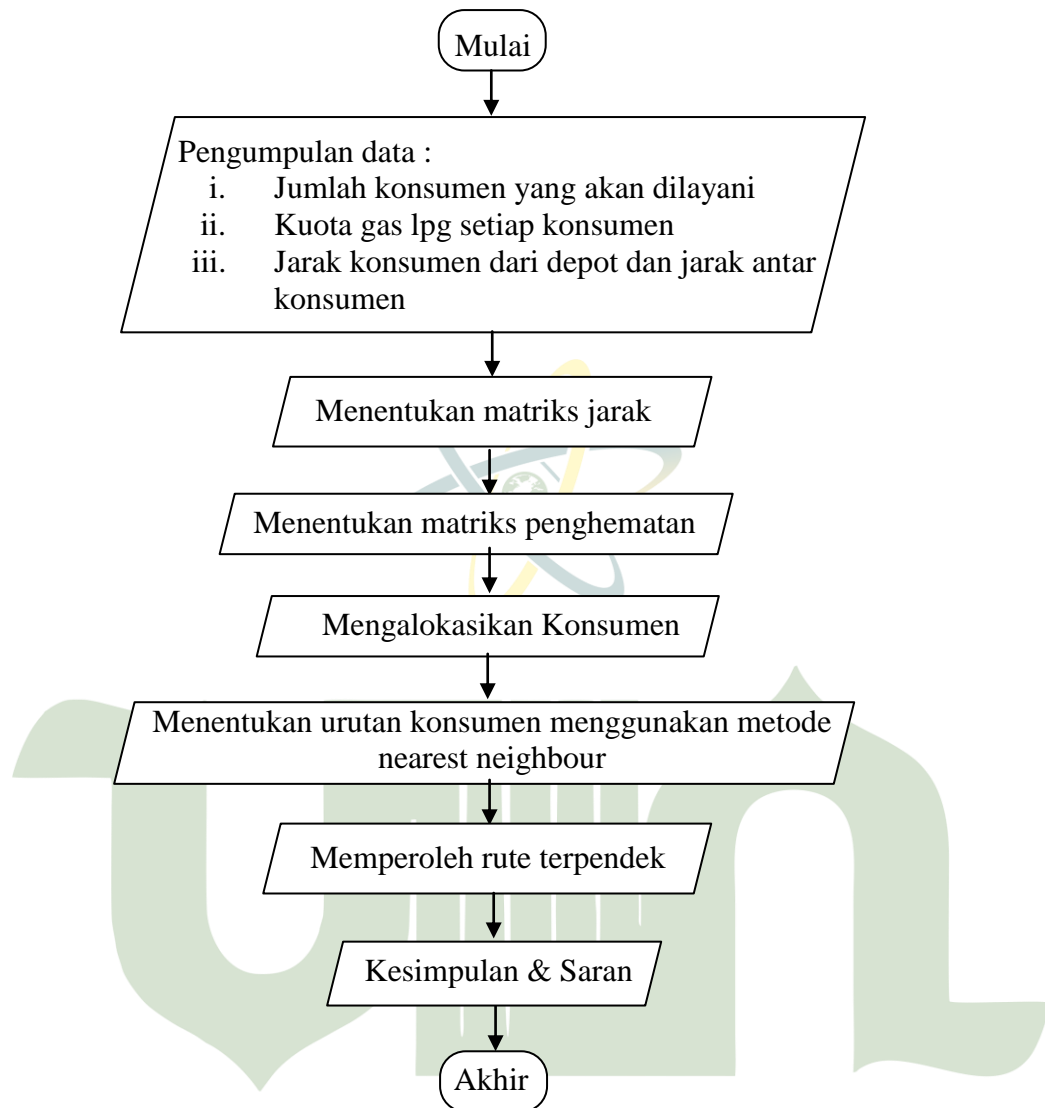 Mulai
Pengumpulan data :
i. Jumlah konsumen yang akan dilayani
ii. Kuota gas lpg setiap konsumen
iii. Jarak konsumen dari depot dan jarak antar
konsumen
Menentukan matriks jarak
Menentukan matriks penghematan
Mengalokasikan Konsumen
Menentukan urutan konsumen menggunakan metode
nearest neighbour
Memperoleh rute terpendek
Kesimpulan & Saran
Akhir